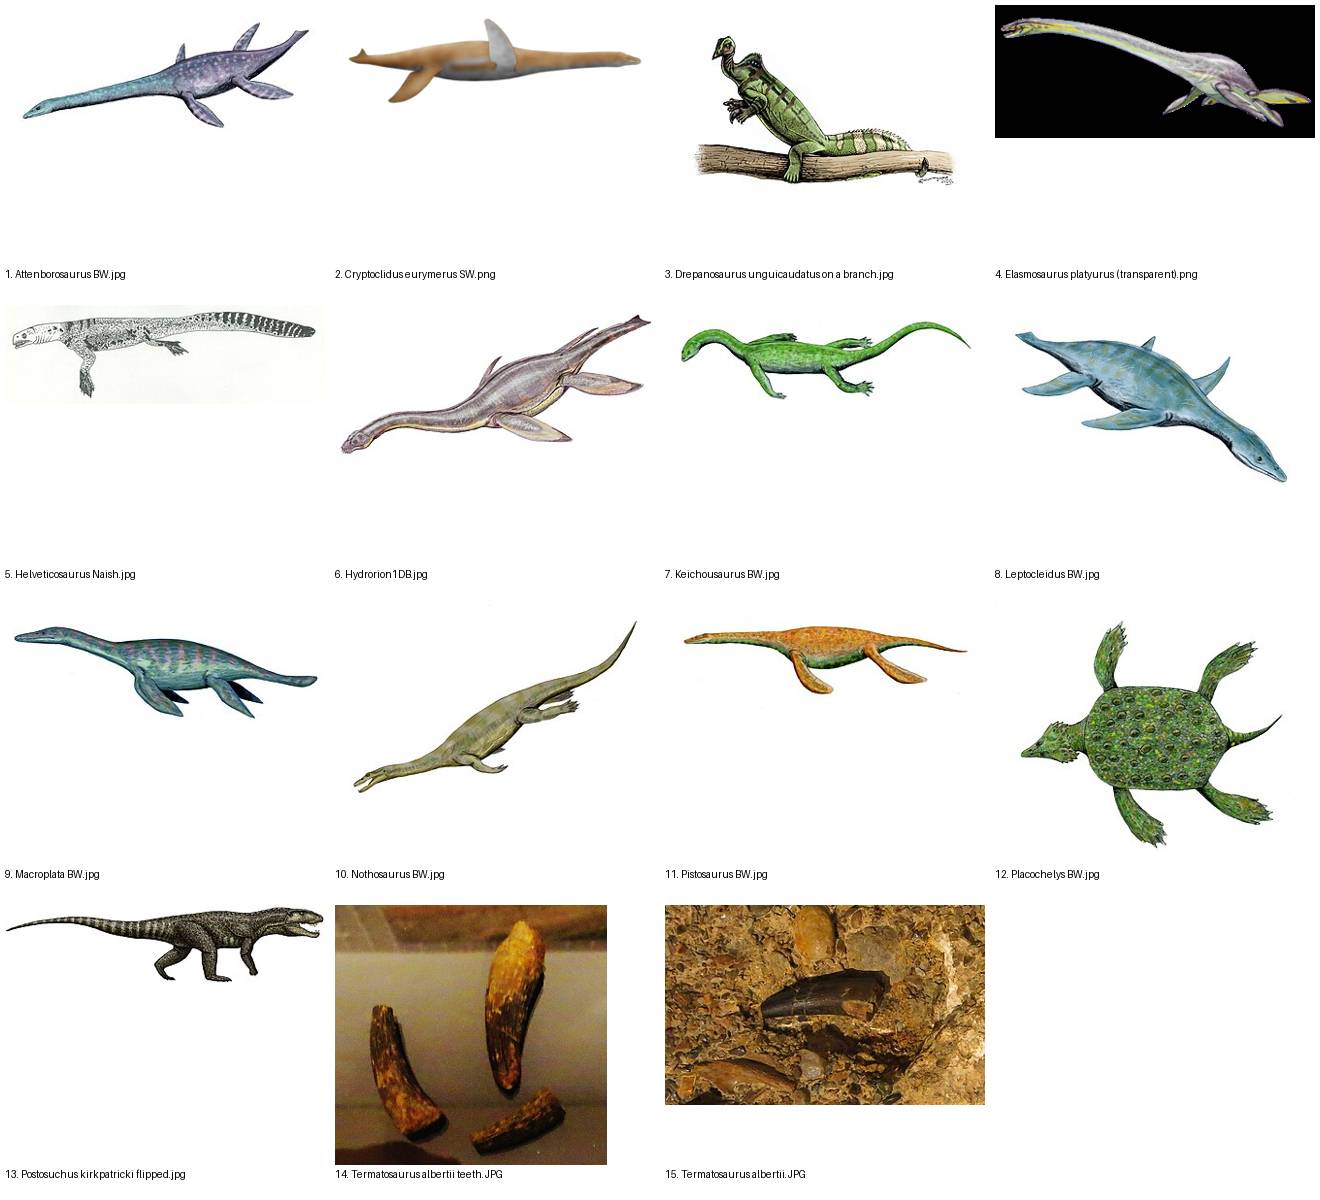 1. Attenborosaurus BW.jpg
2. Cryptoclidus eurymerus SW.png
3. Drepanosaurus unguicaudatus on a branch.jpg
4. Elasmosaurus platyurus (transparent).png
5. Helveticosaurus Naish.jpg
6. Hydrorion1DB.jpg
7. Keichousaurus BW.jpg
8. Leptocleidus BW.jpg
9. Macroplata BW.jpg
10. Nothosaurus BW.jpg
11. Pistosaurus BW.jpg
12. Placochelys BW.jpg
13. Postosuchus kirkpatricki flipped.jpg
14. Termatosaurus albertii teeth.JPG
15. Termatosaurus albertii.JPG